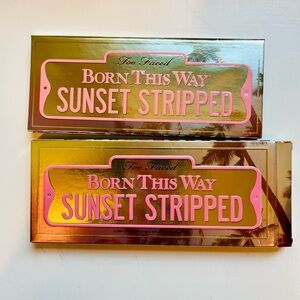 Too Faced
BORN THIS WAY
SUNSET STRIPPED
Too Faced
BORN THIS WAY
SUNSET STRIPPED